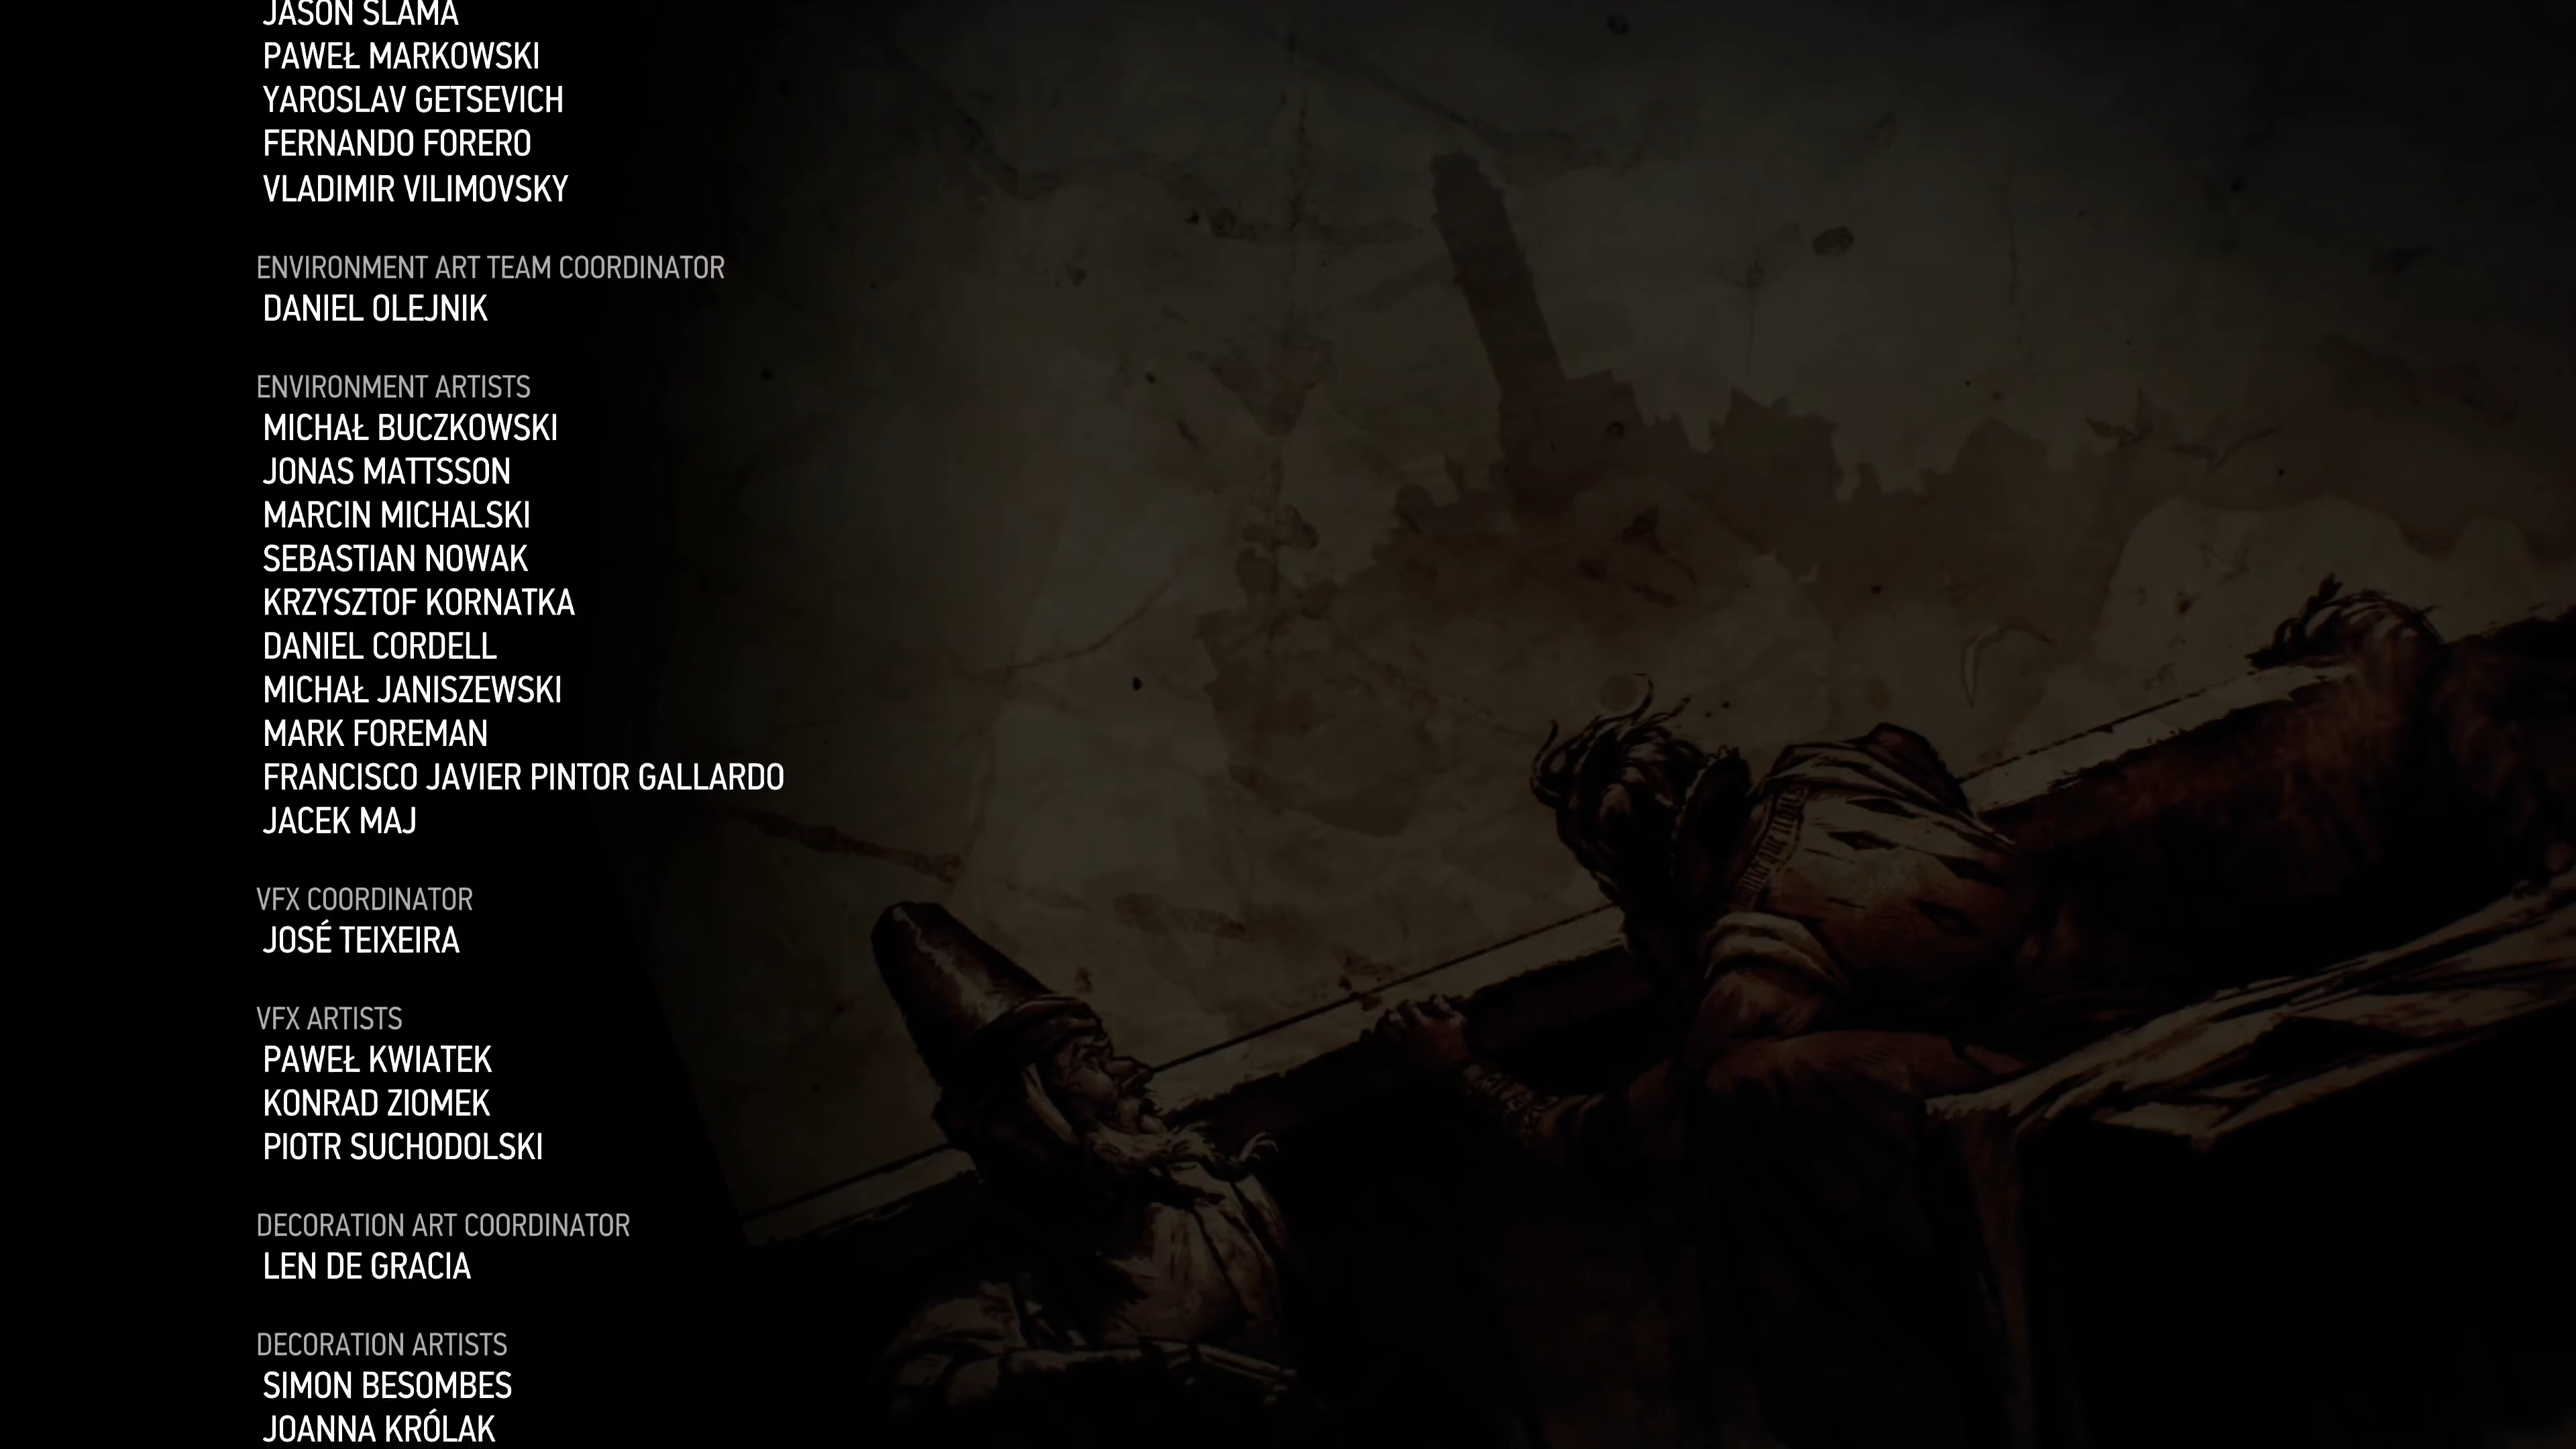 JASON SLAMA
PAWEŁ MARKOWSKI
YAROSLAV GETSEVICH
FERNANDO FORERO
VLADIMIR VILIMOVSKY
ENVIRONMENT ART TEAM COORDINATOR
DANIEL OLEJNIK
ENVIRONMENT ARTISTS
MICHAŁ BUCZKOWSKI
JONAS MATTSSON
MARCIN MICHALSKI
SEBASTIAN NOWAK
KRZYSZTOF KORNATKA
DANIEL CORDELL
MICHAŁ JANISZEWSKI
MARK FOREMAN
FRANCISCO JAVIER PINTOR GALLARDO
JACEK MAJ
VFX COORDINATOR
JOSÉ TEIXEIRA
VFX ARTISTS
PAWEŁ KWIATEK
KONRAD ZIOMEK
PIOTR SUCHODOLSKI
DECORATION ART COORDINATOR
LEN DE GRACIA
DECORATION ARTISTS
SIMON BESOMBES
JOANNA KRÓLAK